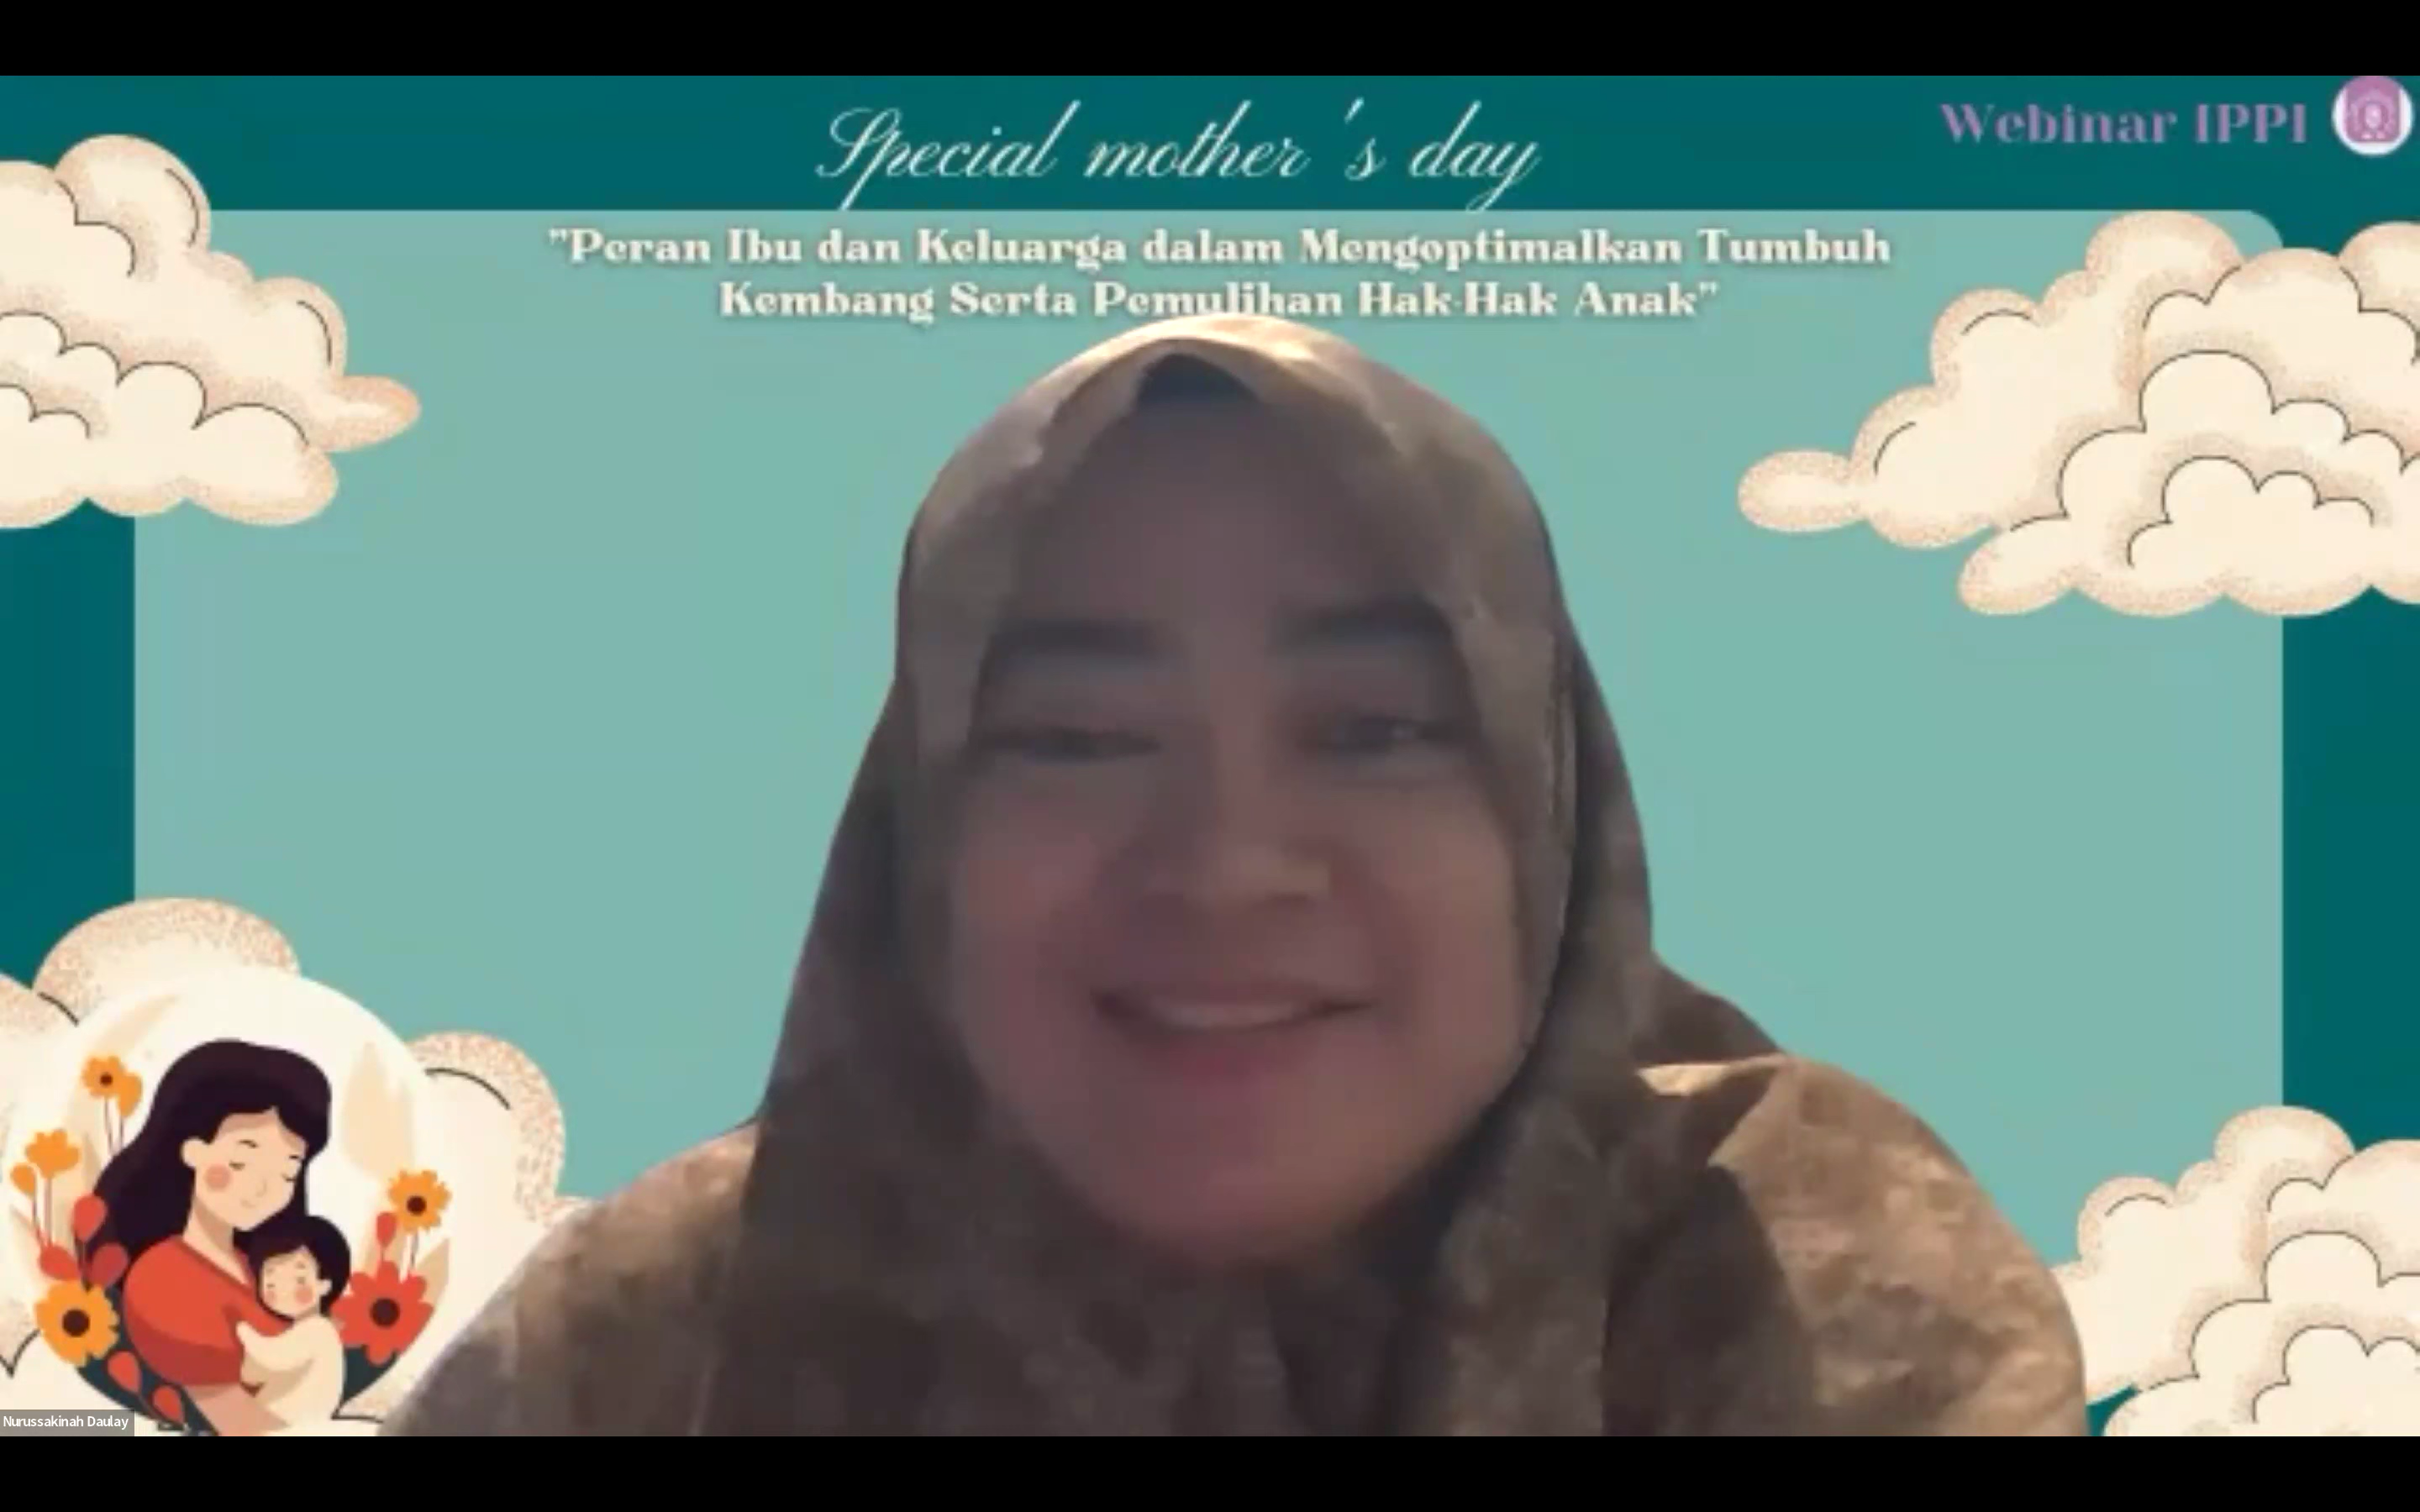 Special mother's day
Webinar IPPI
"Peran Ibu dan Keluarga dalam Mengoptimalkan Tumbuh
Kembang Serta Pemulihan Hak-Hak Anak"
Nurussakinah Daulay